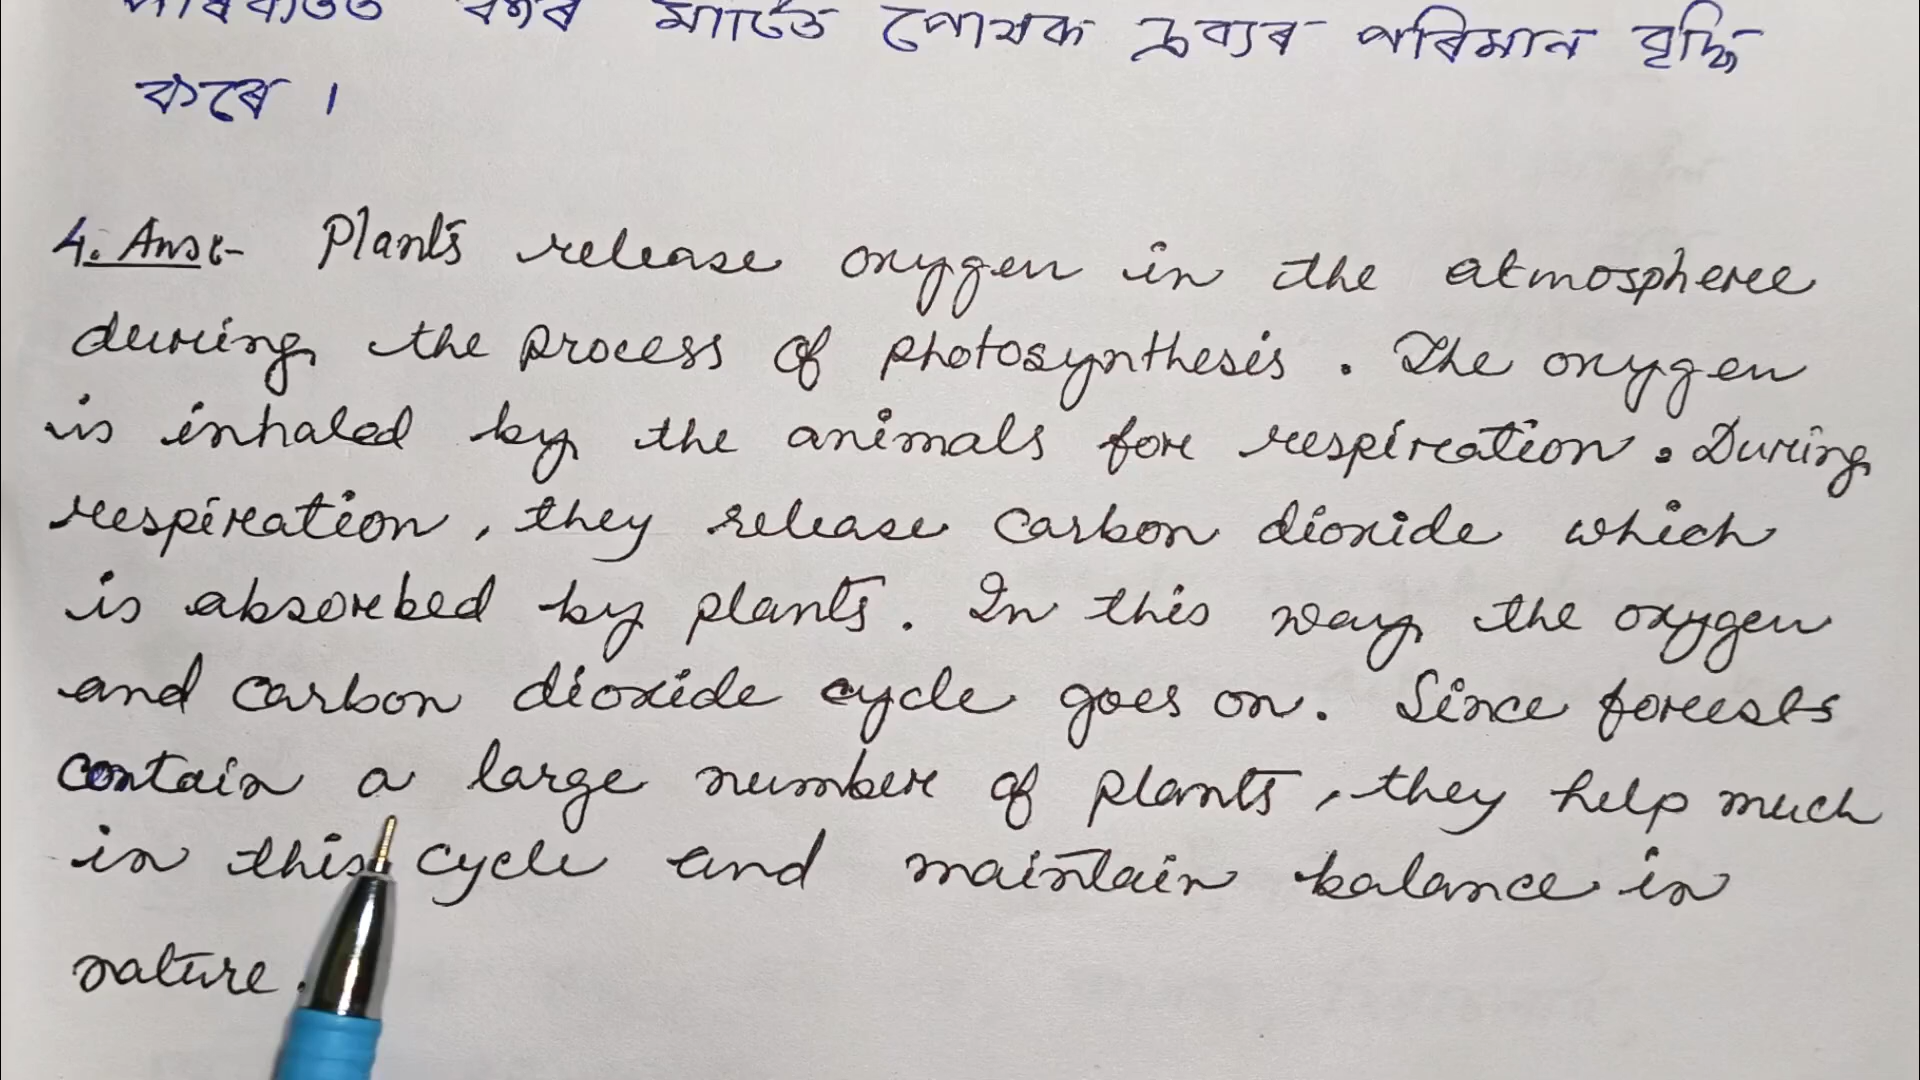 বহুৰ মাটিত পোষক দ্ৰব্যৰ পৰিমান বৃদ্ধি
কৰে ।
4. Ans:- Plants release oxygen in the atmosphere
during the process of photosynthesis. The oxygen
is inhaled by the animals for respiration. During
respiration, they release carbon dioxide which
is absorbed by plants. In this way the oxygen
and carbon dioxide cycle goes on. Since forests
contain a large number of plants, they help much
in this cycle and maintain balance in
nature.